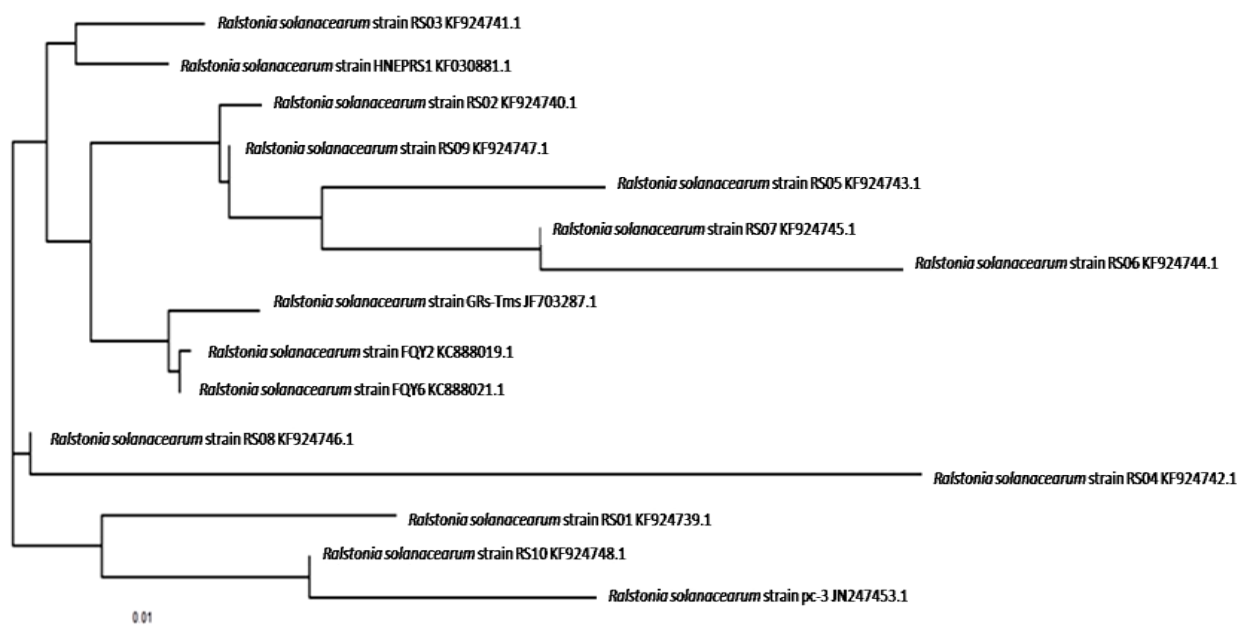 Ralstonia solanacearum strain RS03 KF924741.1
Ralstonia solanacearum strain HNEPRS1 KF030881.1
Ralstonia solanacearum strain RS02 KF924740.1
Ralstonia solanacearum strain RS09 KF924747.1
Ralstonia solanacearum strain RS05 KF924743.1
Ralstonia solanacearum strain RS07 KF924745.1
Ralstonia solanacearum strain RS06 KF924744.1
Ralstonia solanacearum strain GRs-Tms JF703287.1
Ralstonia solanacearum strain FQY2 KC888019.1
Ralstonia solanacearum strain FQY6 KC888021.1
Ralstonia solanacearum strain RS08 KF924746.1
Ralstonia solanacearum strain RS04 KF924742.1
Ralstonia solanacearum strain RS01 KF924739.1
Ralstonia solanacearum strain RS10 KF924748.1
Ralstonia solanacearum strain pc-3 JN247453.1
0.01